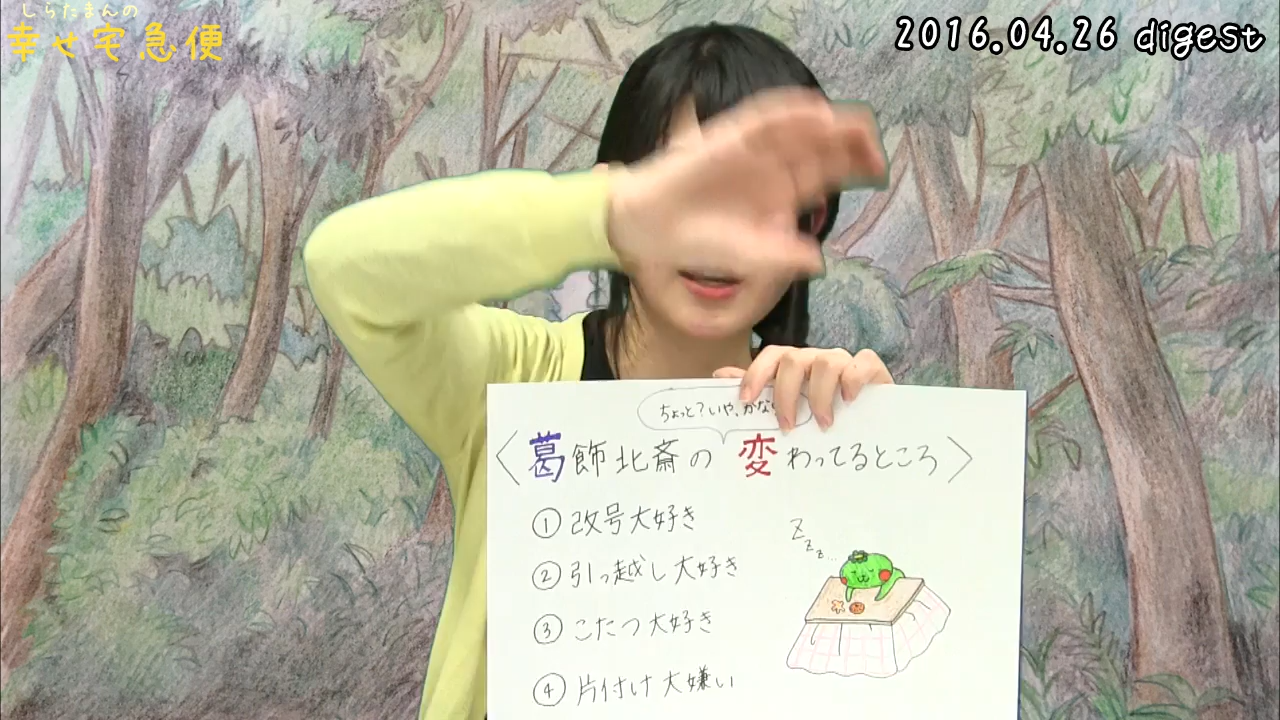 しらたまんの
幸せ宅急便
2016.04.26 digest
ちょっと?いや、かなり
〈葛飾北斎の 変わってるところ〉
① 改号大好き
② 引っ越し大好き
③ こたつ大好き
④ 片付け大嫌い
Z
z
z...